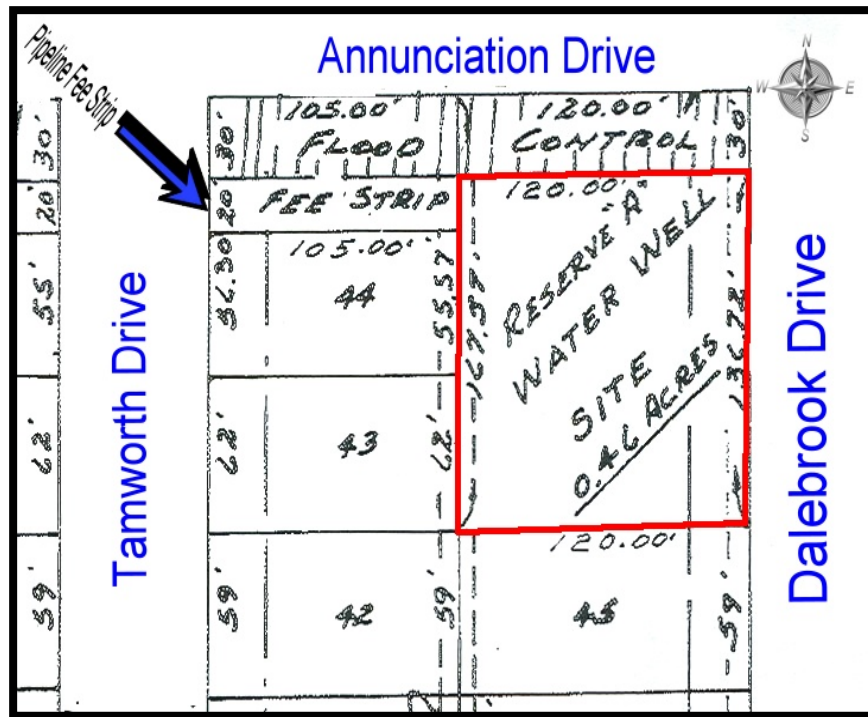 Annunciation Drive
Pipeline Fee Strip
N
W E
S
105.00' 120.00'
30' 30' FLOOD CONTROL 30'
20' 20 FEE STRIP 120.00'
105.00'
55' 56.30 44 55.57
167.57' RESERVE "A"
WATER WELL
SITE
0.46 ACRES
136.72'
Tamworth Drive
Dalebrook Drive
62' 62' 43 62'
120.00'
59' 59' 42 59' 45 59'